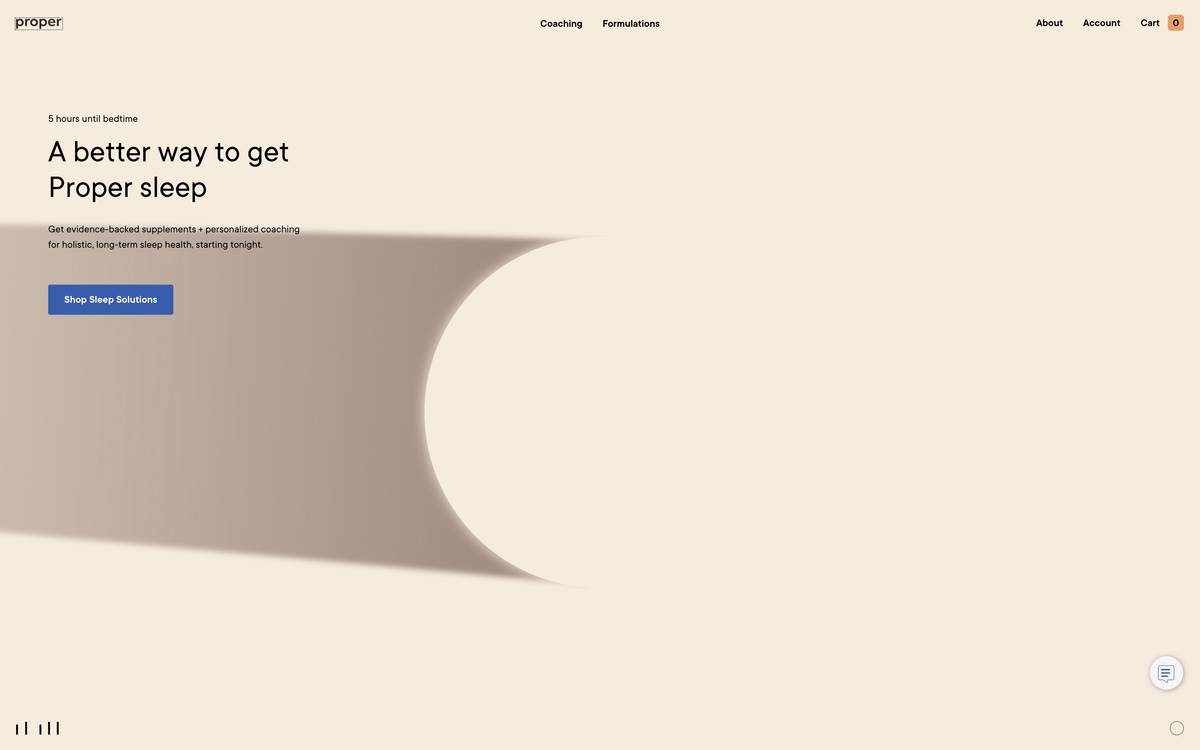 proper
Coaching
Formulations
About
Account
Cart
0
5 hours until bedtime
A better way to get
Proper sleep
Get evidence-backed supplements + personalized coaching
for holistic, long-term sleep health, starting tonight.
Shop Sleep Solutions